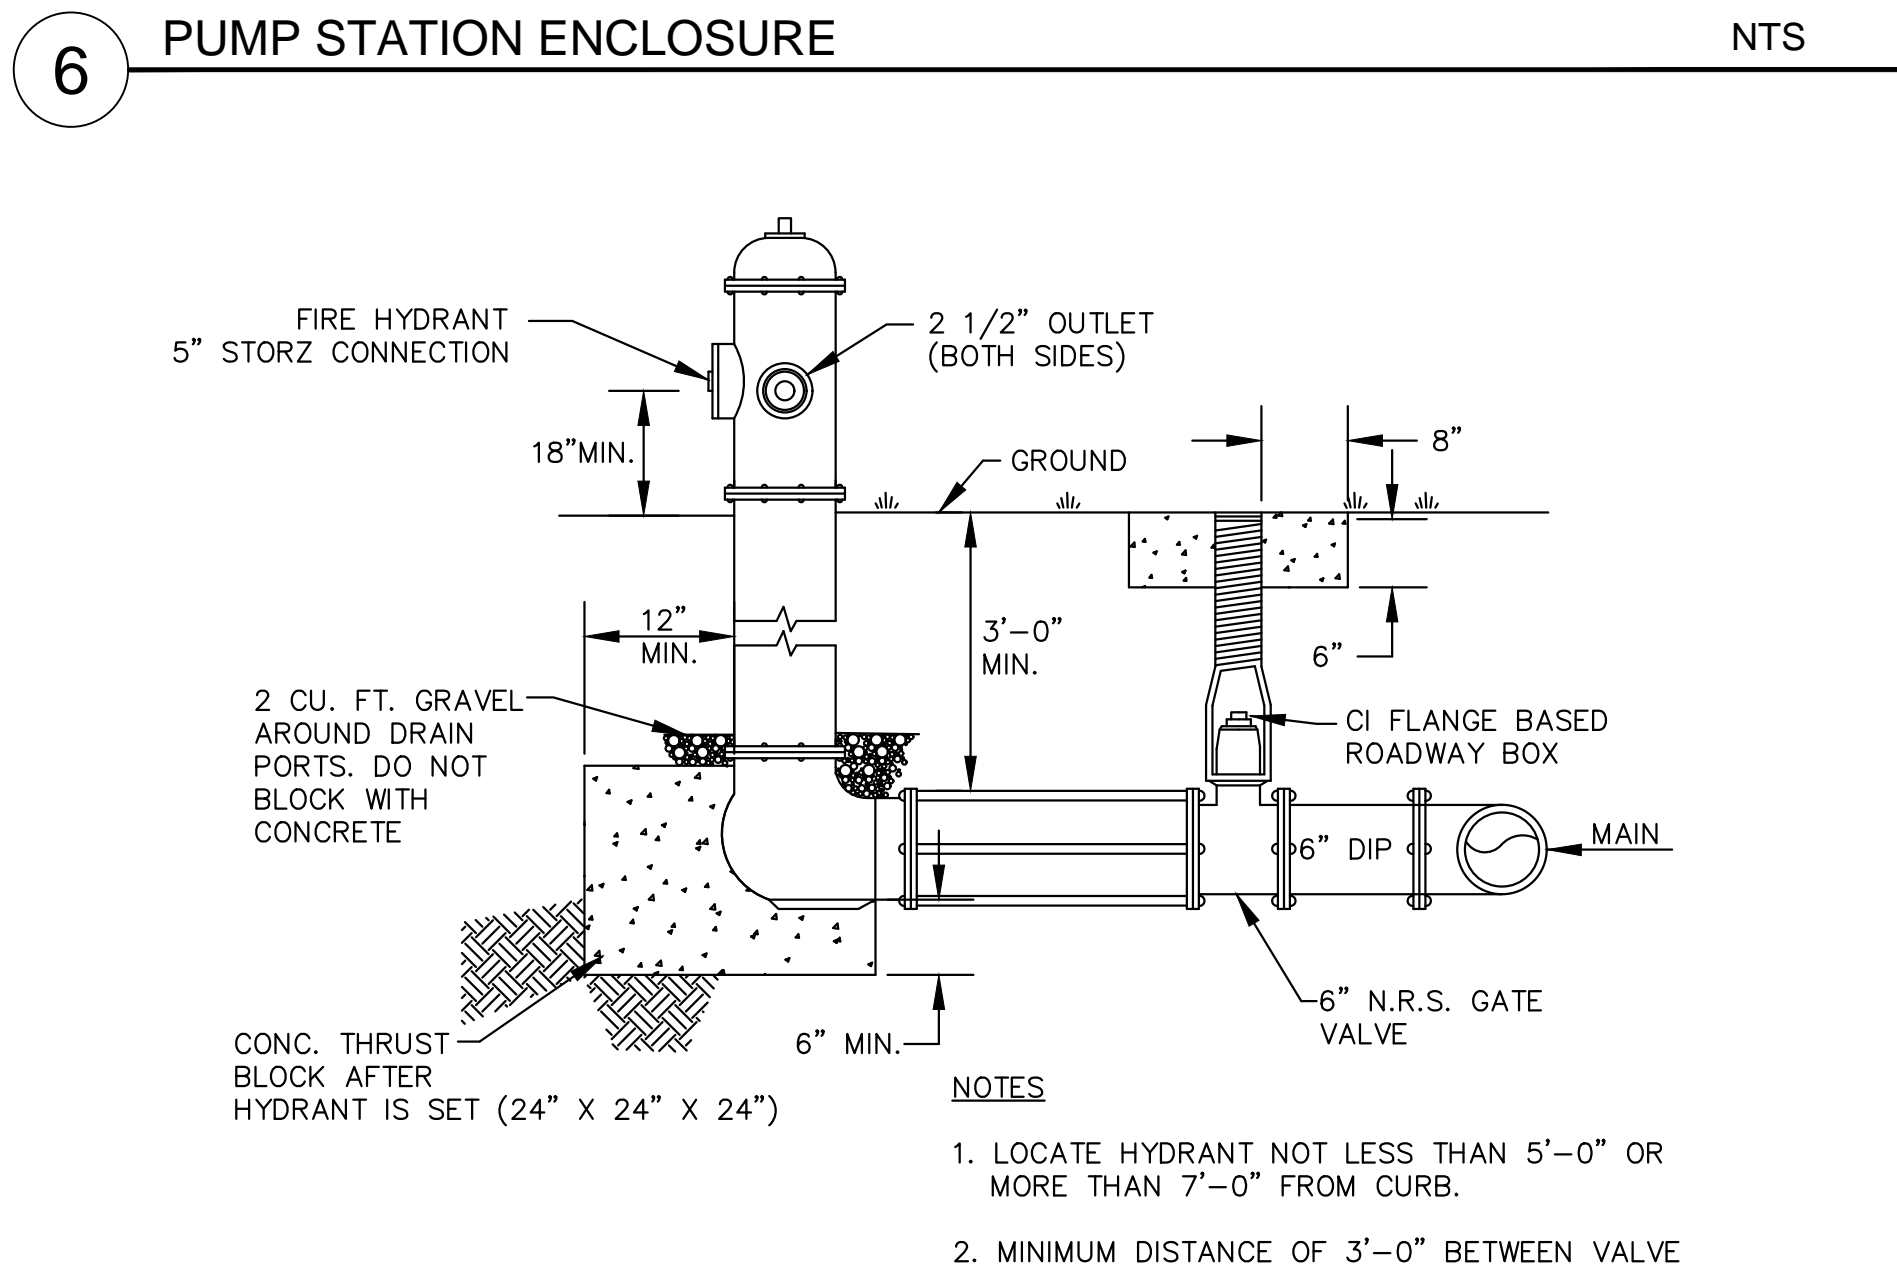 6
PUMP STATION ENCLOSURE
NTS
FIRE HYDRANT
5" STORZ CONNECTION
2 1/2" OUTLET
(BOTH SIDES)
18"MIN.
GROUND
8"
12"
MIN.
3'-0"
MIN.
6"
2 CU. FT. GRAVEL
AROUND DRAIN
PORTS. DO NOT
BLOCK WITH
CONCRETE
CI FLANGE BASED
ROADWAY BOX
6" DIP
MAIN
6" N.R.S. GATE
VALVE
CONC. THRUST
BLOCK AFTER
HYDRANT IS SET (24" X 24" X 24")
6" MIN.
NOTES
1. LOCATE HYDRANT NOT LESS THAN 5'-0" OR
MORE THAN 7'-0" FROM CURB.
2. MINIMUM DISTANCE OF 3'-0" BETWEEN VALVE